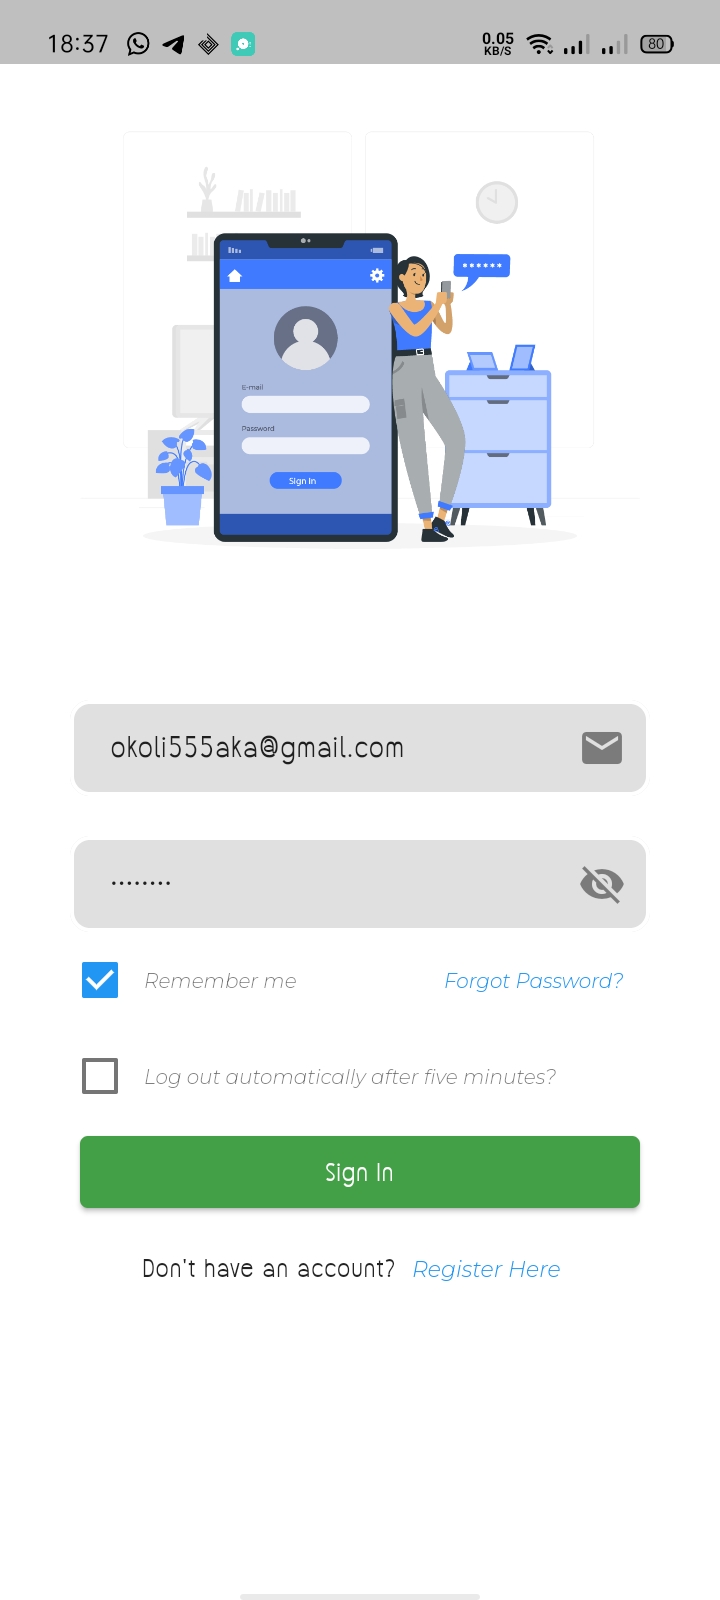 18:37 0.05 KB/S 80
******
E-mail
Password
Sign In
okoli555aka@gmail.com
••••••••
Remember me Forgot Password?
Log out automatically after five minutes?
Sign In
Don't have an account? Register Here